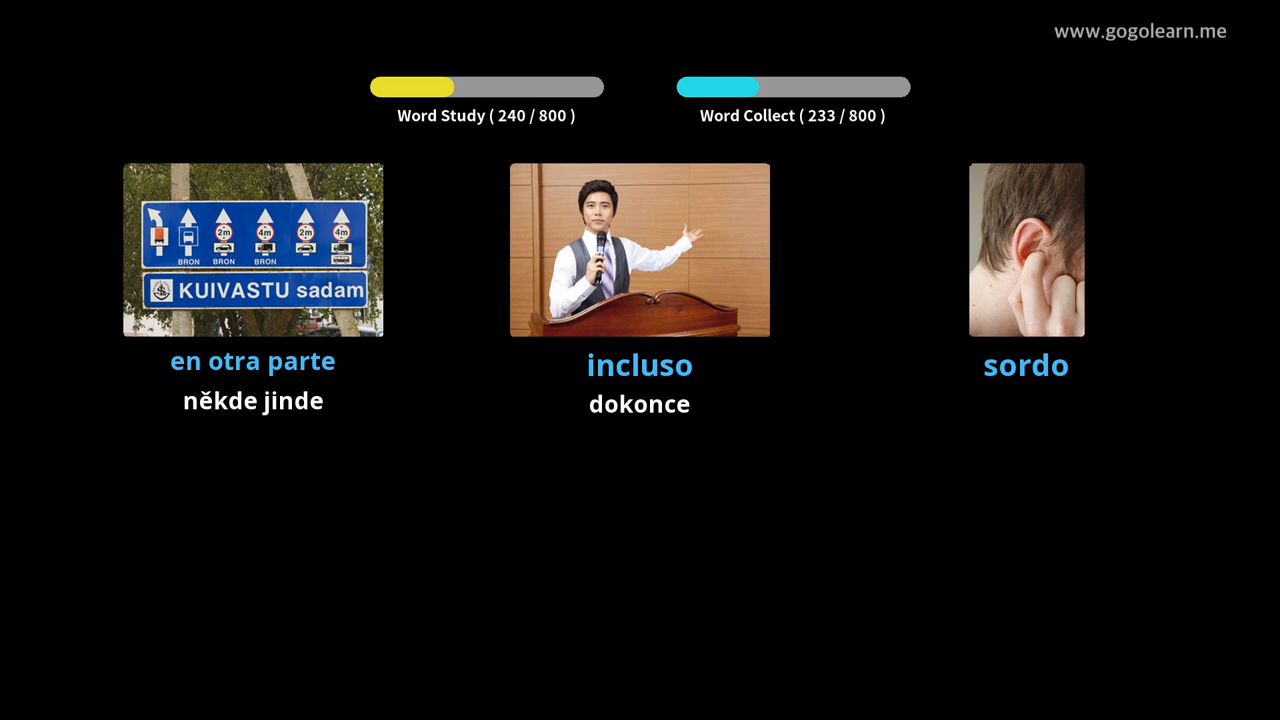 www.gogolearn.me
Word Study ( 240 / 800 )
Word Collect ( 233 / 800 )
2m
4m
2m
4m
BRON
BRON
BRON
KUIVASTU sadam
en otra parte
někde jinde
incluso
dokonce
sordo